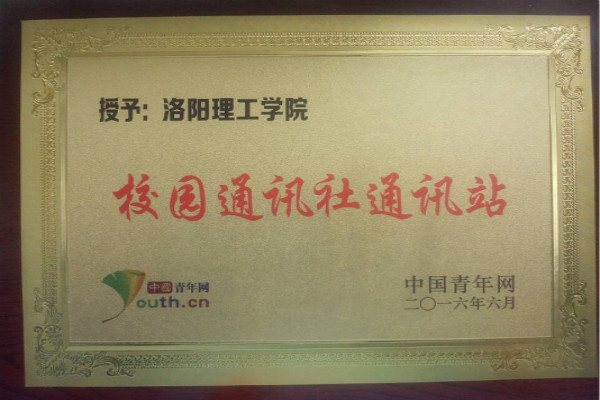 授予：洛阳理工学院
校园通讯社通讯站
中国青年网
youth.cn
中国青年网
二〇一六年六月